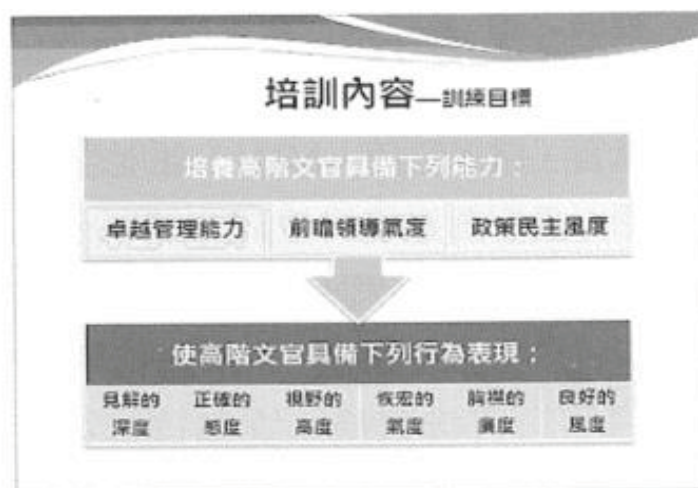 培訓內容—訓練目標
培養高階文官具備下列能力：
卓越管理能力 前瞻領導氣度 政策民主風度
使高階文官具備下列行為表現：
見解的 正確的 視野的 恢宏的 胸襟的 良好的
深度 態度 高度 氣度 廣度 風度